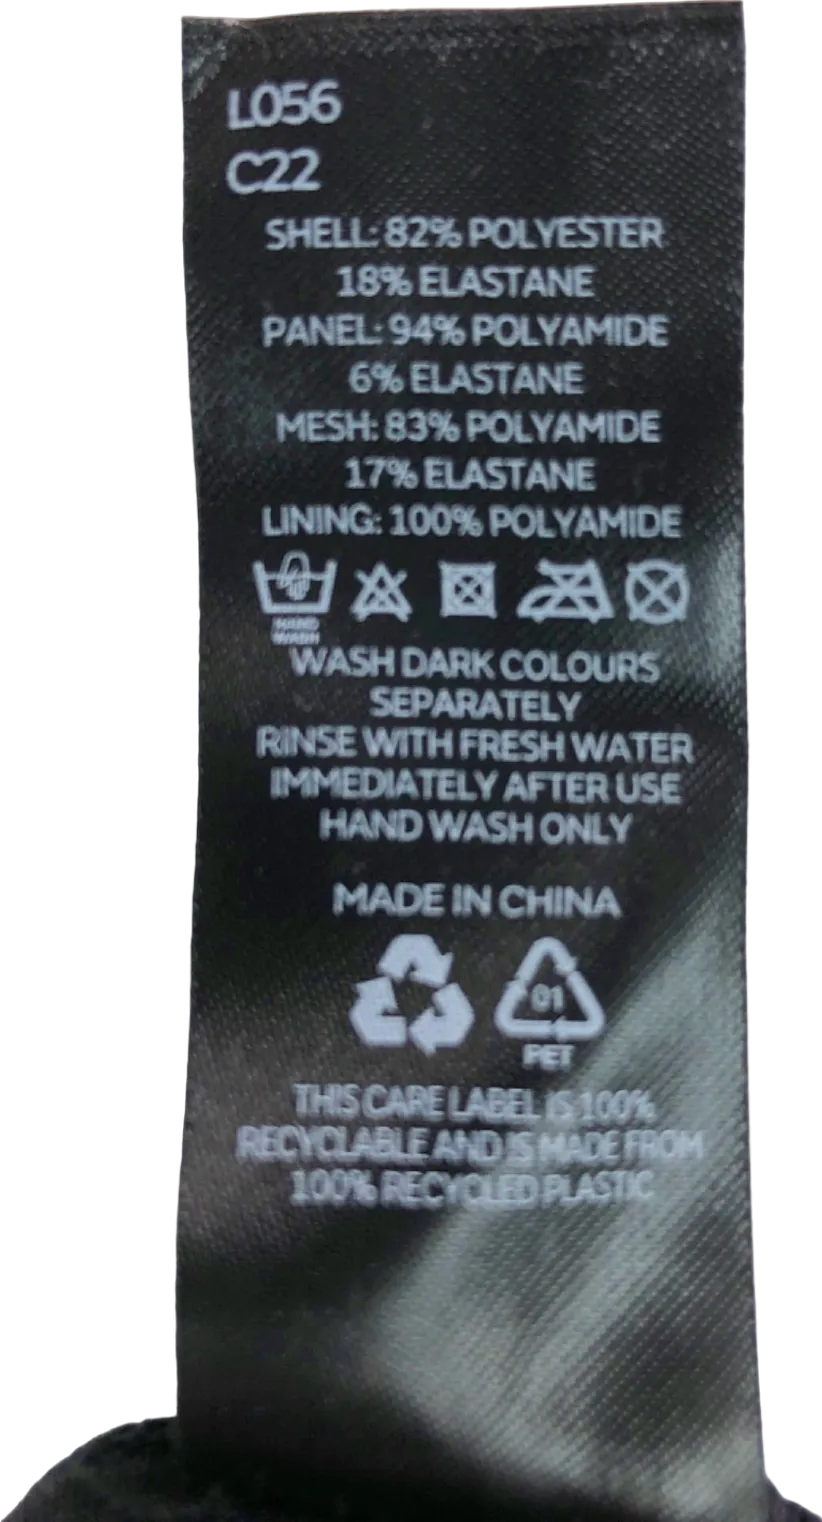 L056
C22
SHELL: 82% POLYESTER
18% ELASTANE
PANEL: 94% POLYAMIDE
6% ELASTANE
MESH: 83% POLYAMIDE
17% ELASTANE
LINING: 100% POLYAMIDE
HAND
WASH
WASH DARK COLOURS
SEPARATELY
RINSE WITH FRESH WATER
IMMEDIATELY AFTER USE
HAND WASH ONLY
MADE IN CHINA
01
PET
THIS CARE LABEL IS 100%
RECYCLABLE AND IS MADE FROM
100% RECYCLED PLASTIC